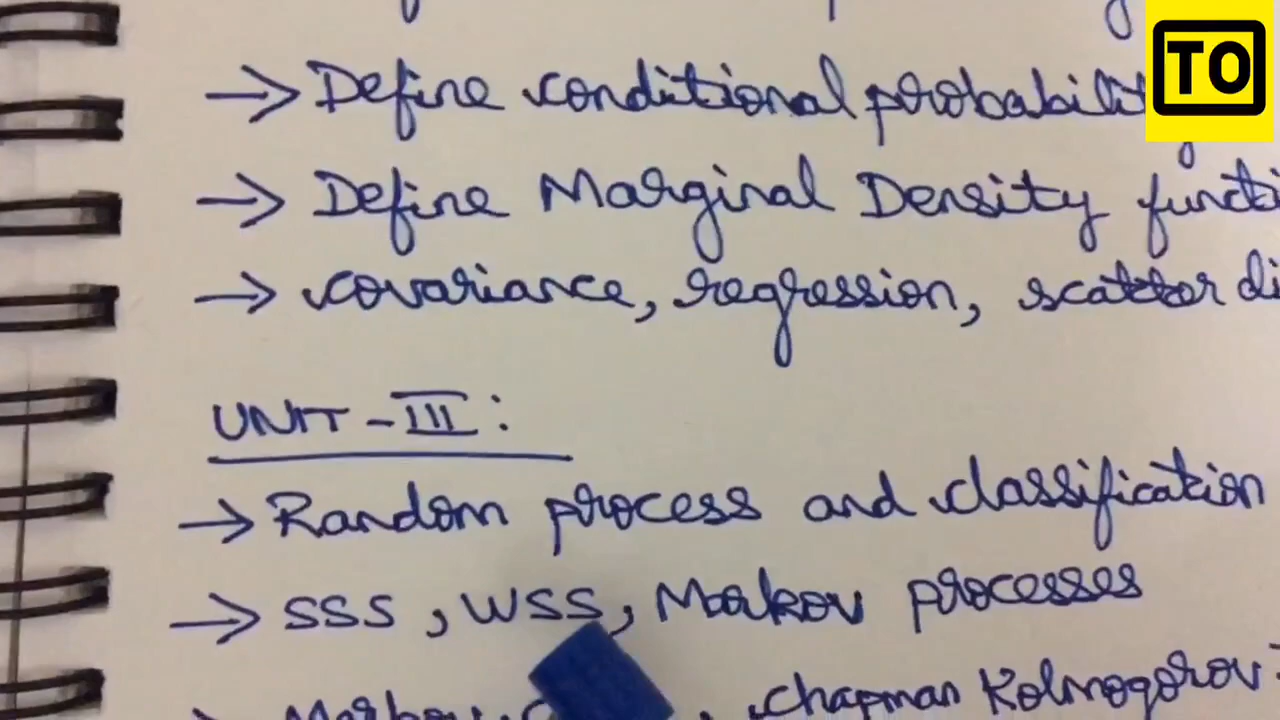 TO
→ Define conditional probabilit
→ Define Marginal Density functi
→ covariance, regression, scatter di
UNIT - III :
→ Random process and classification
→ SSS, WSS, Markov processes
Markov , Chapman Kolmogorov